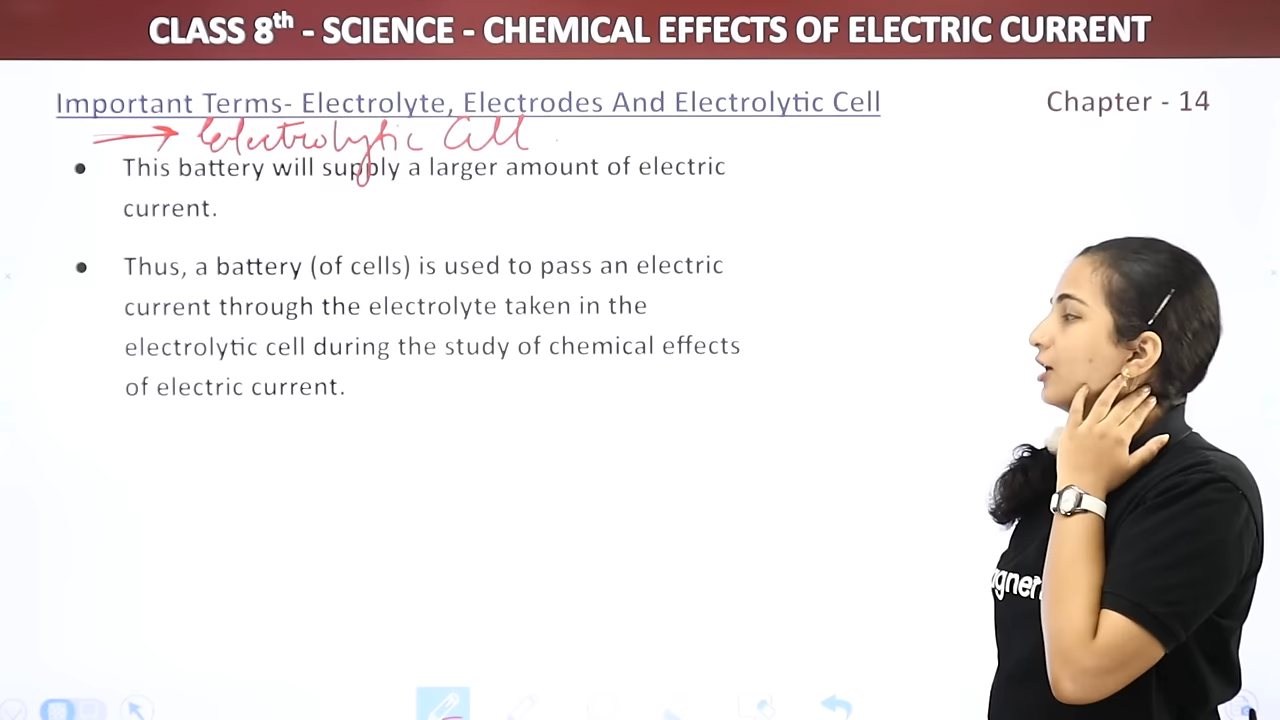 CLASS 8th - SCIENCE - CHEMICAL EFFECTS OF ELECTRIC CURRENT
Important Terms- Electrolyte, Electrodes And Electrolytic Cell
Chapter - 14
Electrolytic Cell
• This battery will supply a larger amount of electric
current.
• Thus, a battery (of cells) is used to pass an electric
current through the electrolyte taken in the
electrolytic cell during the study of chemical effects
of electric current.